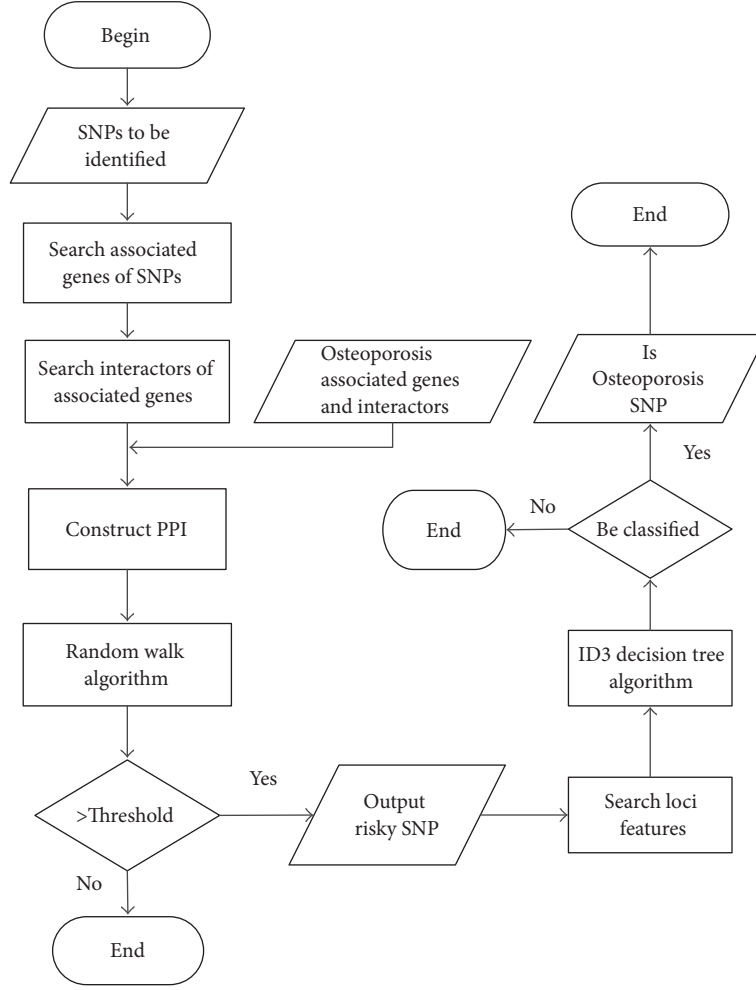 Begin
SNPs to be
identified
Search associated
genes of SNPs
Search interactors of
associated genes
Osteoporosis
associated genes
and interactors
Construct PPI
Random walk
algorithm
>Threshold
Yes
No
End
Output
risky SNP
Search loci
features
ID3 decision tree
algorithm
Be classified
No
End
Yes
Is
Osteoporosis
SNP
End